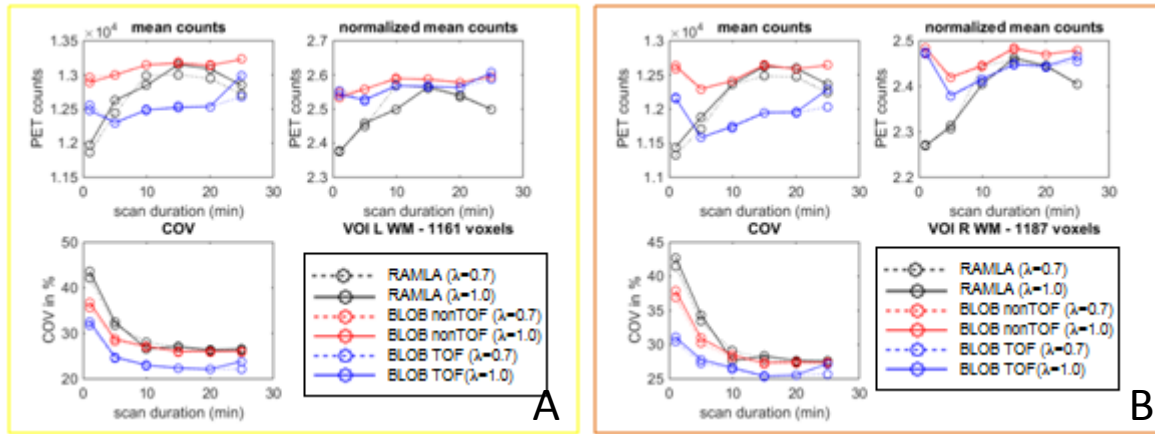 mean counts
×10⁴
PET counts
1.35
1.3
1.25
1.2
1.15
0 10 20 30
scan duration (min)
normalized mean counts
PET counts
2.7
2.6
2.5
2.4
2.3
0 10 20 30
scan duration (min)
COV
COV in %
50
40
30
20
0 10 20 30
scan duration (min)
VOI L WM - 1161 voxels
RAMLA (λ=0.7)
RAMLA (λ=1.0)
BLOB nonTOF (λ=0.7)
BLOB nonTOF (λ=1.0)
BLOB TOF (λ=0.7)
BLOB TOF(λ=1.0)
A
mean counts
×10⁴
PET counts
1.3
1.25
1.2
1.15
1.1
0 10 20 30
scan duration (min)
normalized mean counts
PET counts
2.5
2.4
2.3
2.2
0 10 20 30
scan duration (min)
COV
COV in %
45
40
35
30
25
0 10 20 30
scan duration (min)
VOI R WM - 1187 voxels
RAMLA (λ=0.7)
RAMLA (λ=1.0)
BLOB nonTOF (λ=0.7)
BLOB nonTOF (λ=1.0)
BLOB TOF (λ=0.7)
BLOB TOF(λ=1.0)
B